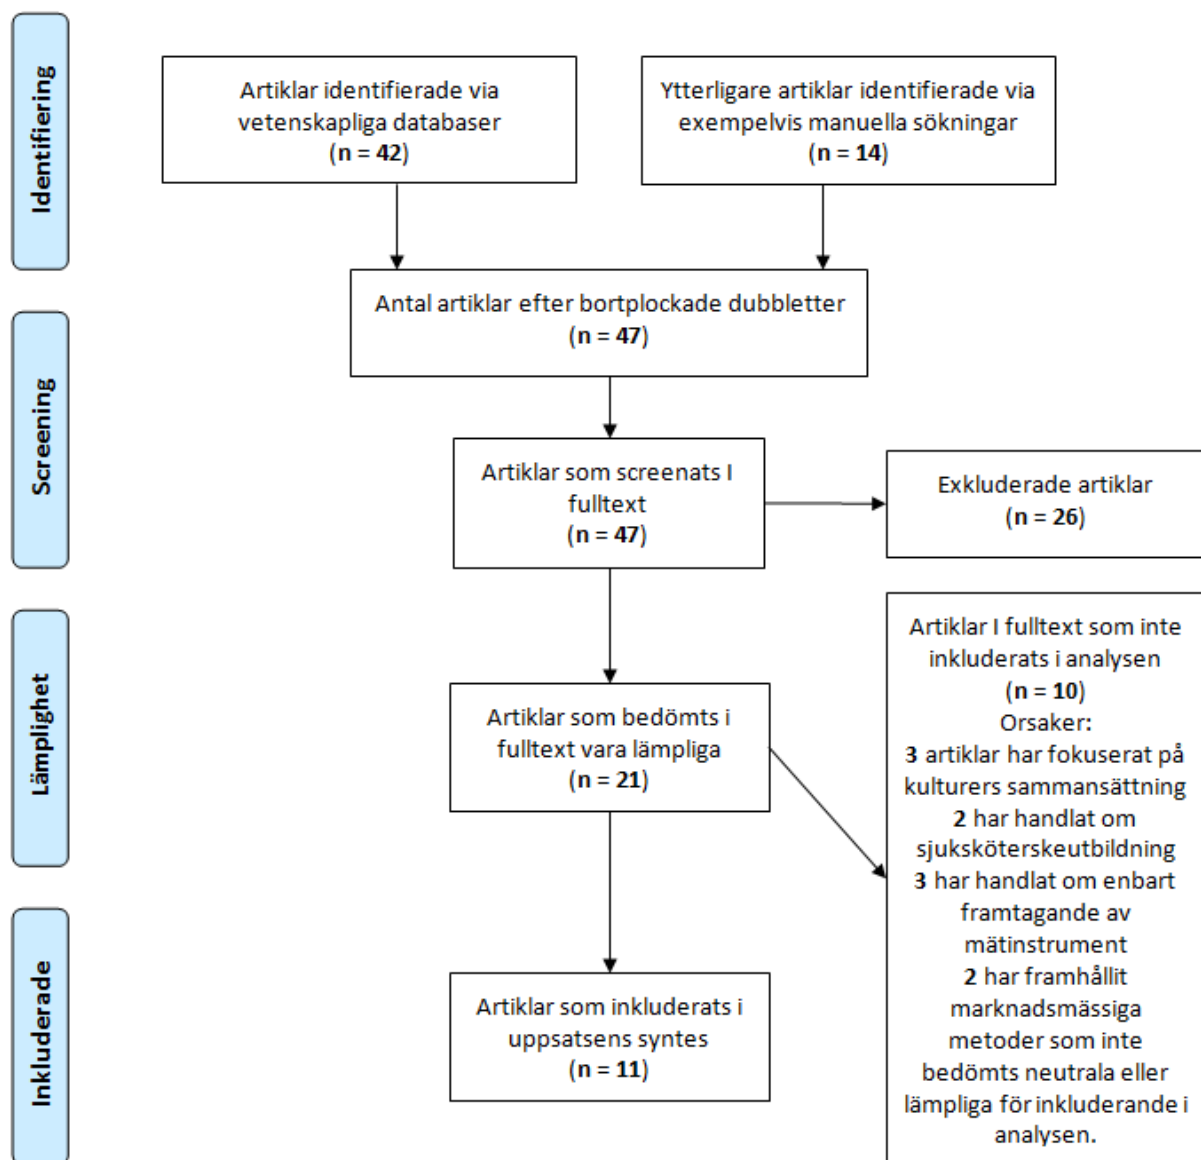 Identifiering
Artiklar identifierade via
vetenskapliga databaser
(n = 42)
Ytterligare artiklar identifierade via
exempelvis manuella sökningar
(n = 14)
Antal artiklar efter bortplockade dubbletter
(n = 47)
Screening
Artiklar som screenats I
fulltext
(n = 47)
Exkluderade artiklar
(n = 26)
Lämplighet
Artiklar som bedömts i
fulltext vara lämpliga
(n = 21)
Artiklar I fulltext som inte
inkluderats i analysen
(n = 10)
Orsaker:
3 artiklar har fokuserat på
kulturers sammansättning
2 har handlat om
sjuksköterskeutbildning
3 har handlat om enbart
framtagande av
mätinstrument
2 har framhållit
marknadsmässiga
metoder som inte
bedömts neutrala eller
lämpliga för inkluderande i
analysen.
Inkluderade
Artiklar som inkluderats i
uppsatsens syntes
(n = 11)